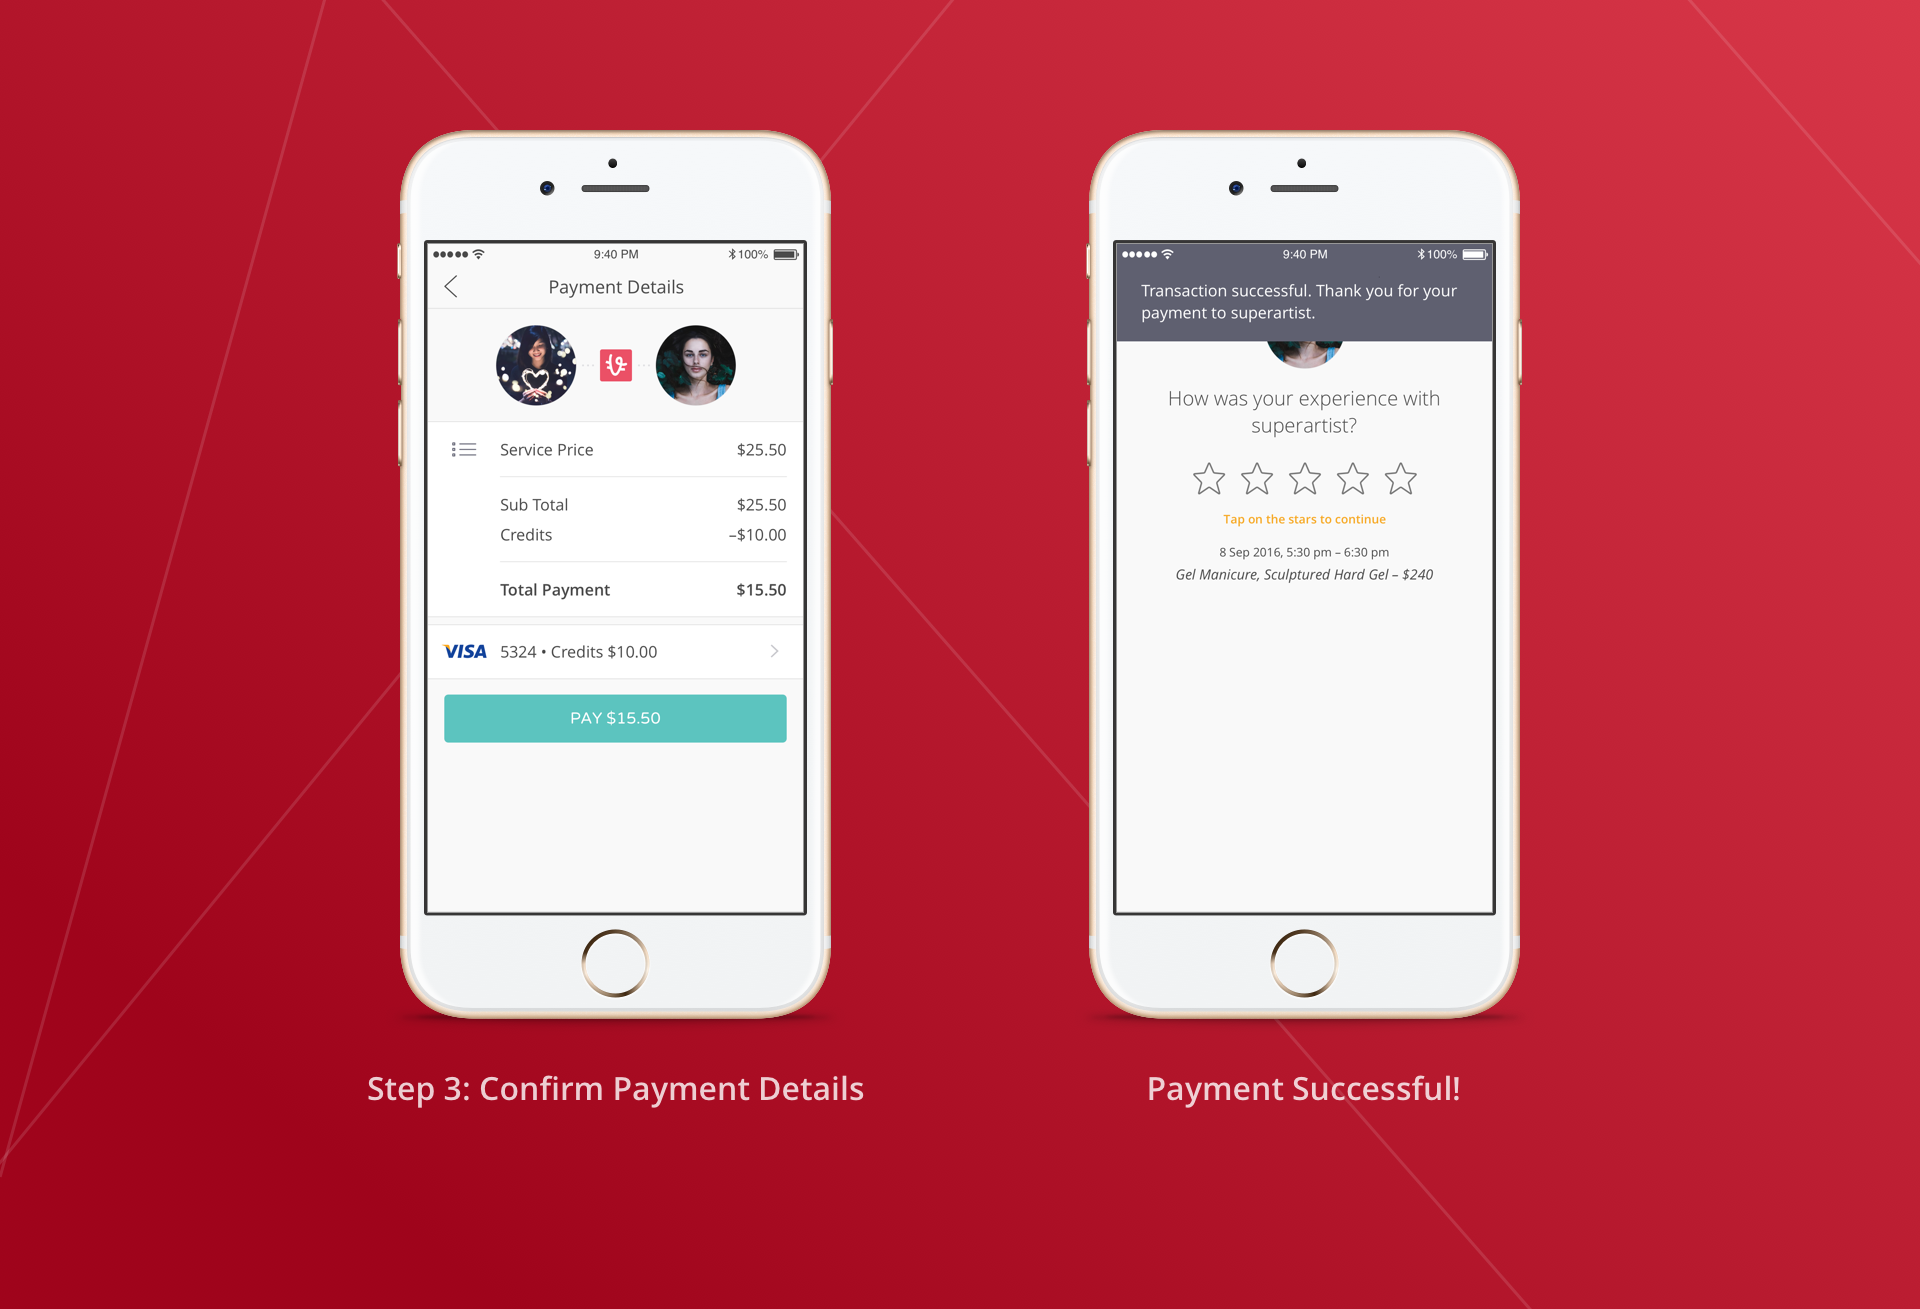 9:40 PM
100%
Payment Details
Service Price $25.50
Sub Total $25.50
Credits –$10.00
Total Payment $15.50
VISA 5324 • Credits $10.00
PAY $15.50
Step 3: Confirm Payment Details
9:40 PM
100%
Transaction successful. Thank you for your
payment to superartist.
How was your experience with
superartist?
Tap on the stars to continue
8 Sep 2016, 5:30 pm – 6:30 pm
Gel Manicure, Sculptured Hard Gel – $240
Payment Successful!